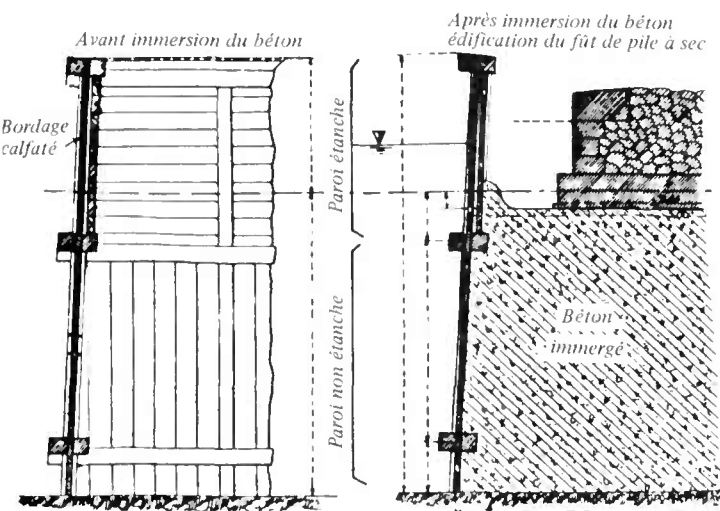 Avant immersion du béton
Après immersion du béton
édification du fût de pile à sec
Bordage
calfaté
Paroi étanche
Paroi non étanche
Béton
immergé